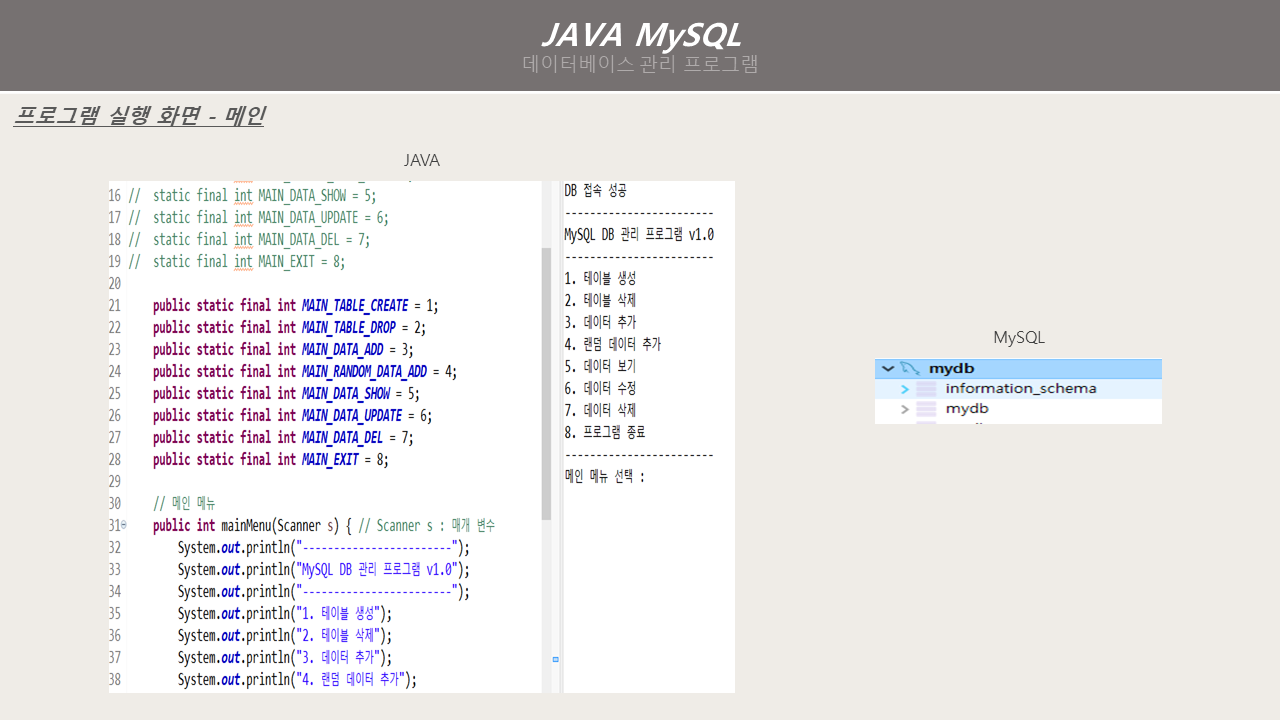 JAVA MySQL
데이터베이스 관리 프로그램
프로그램 실행 화면 - 메인
JAVA
16 //  static final int MAIN_DATA_SHOW = 5;
17 //  static final int MAIN_DATA_UPDATE = 6;
18 //  static final int MAIN_DATA_DEL = 7;
19 //  static final int MAIN_EXIT = 8;
20
21     public static final int MAIN_TABLE_CREATE = 1;
22     public static final int MAIN_TABLE_DROP = 2;
23     public static final int MAIN_DATA_ADD = 3;
24     public static final int MAIN_RANDOM_DATA_ADD = 4;
25     public static final int MAIN_DATA_SHOW = 5;
26     public static final int MAIN_DATA_UPDATE = 6;
27     public static final int MAIN_DATA_DEL = 7;
28     public static final int MAIN_EXIT = 8;
29
30     // 메인 메뉴
31     public int mainMenu(Scanner s) { // Scanner s : 매개 변수
32         System.out.println("------------------------");
33         System.out.println("MySQL DB 관리 프로그램 v1.0");
34         System.out.println("------------------------");
35         System.out.println("1. 테이블 생성");
36         System.out.println("2. 테이블 삭제");
37         System.out.println("3. 데이터 추가");
38         System.out.println("4. 랜덤 데이터 추가");
DB 접속 성공
------------------------
MySQL DB 관리 프로그램 v1.0
------------------------
1. 테이블 생성
2. 테이블 삭제
3. 데이터 추가
4. 랜덤 데이터 추가
5. 데이터 보기
6. 데이터 수정
7. 데이터 삭제
8. 프로그램 종료
------------------------
메인 메뉴 선택 :
MySQL
mydb
information_schema
mydb